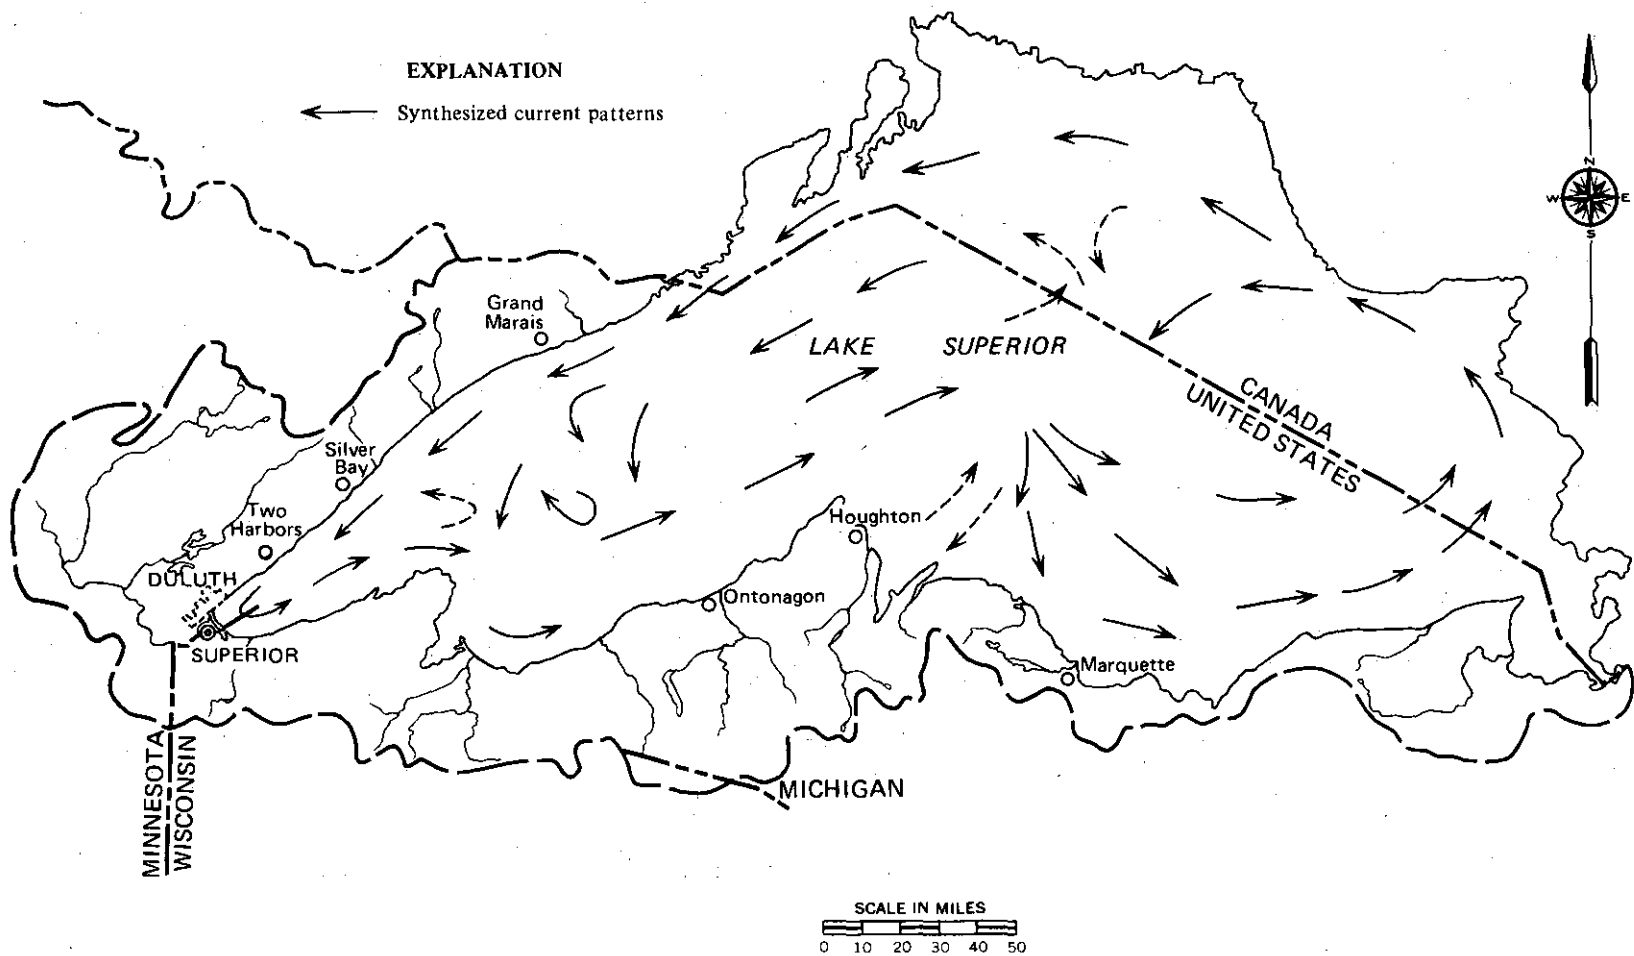 EXPLANATION
Synthesized current patterns
N
W
E
S
Grand
Marais
LAKE SUPERIOR
CANADA
UNITED STATES
Silver
Bay
Two
Harbors
Houghton
DULUTH
Ontonagon
SUPERIOR
Marquette
MINNESOTA
WISCONSIN
MICHIGAN
SCALE IN MILES
0 10 20 30 40 50